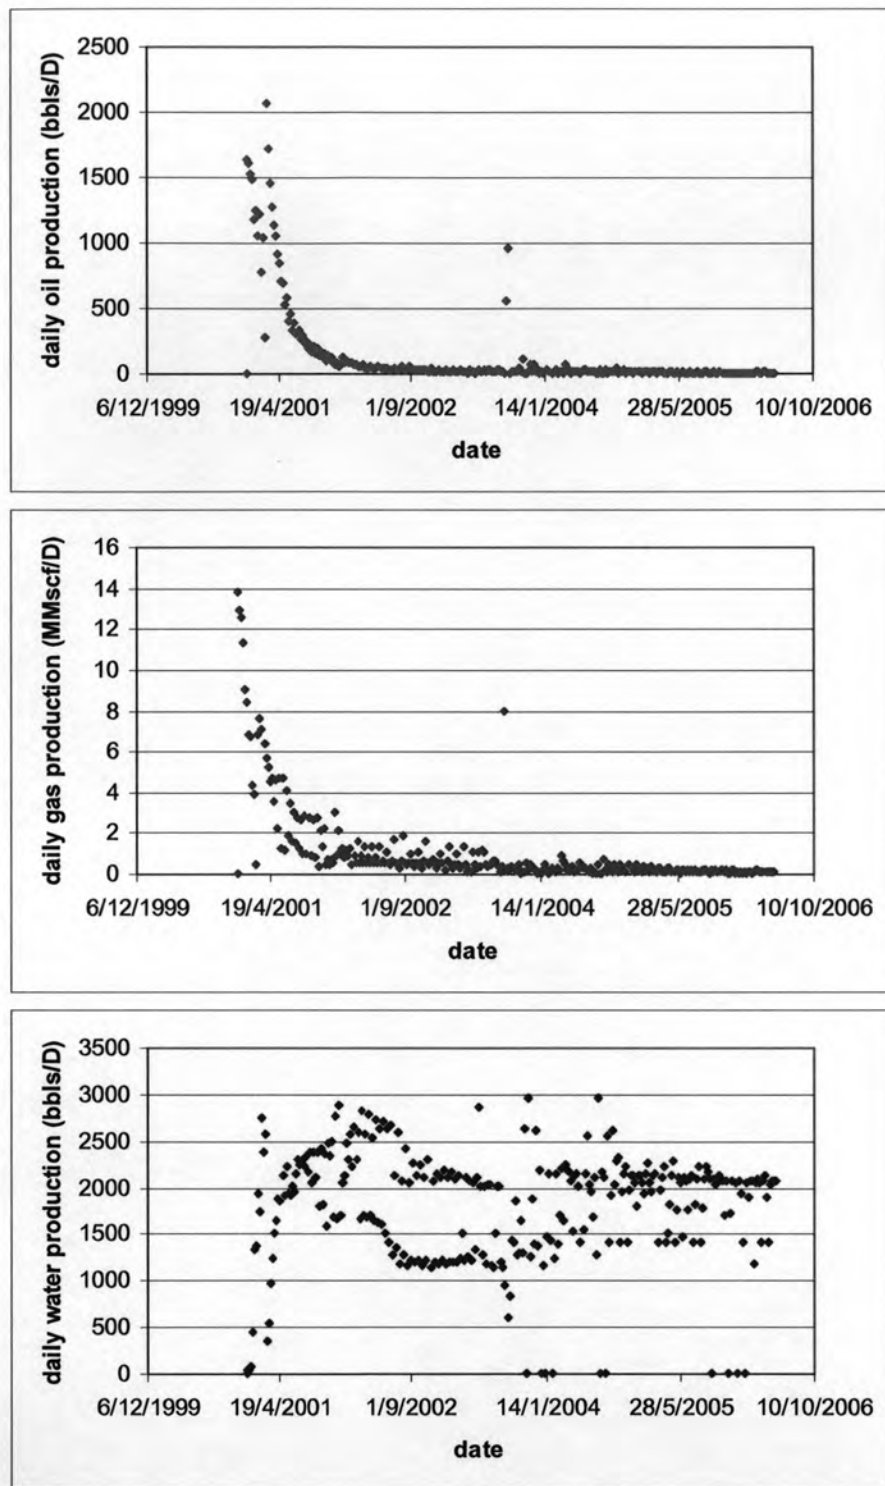 daily oil production (bbls/D)
2500
2000
1500
1000
500
0
6/12/1999 19/4/2001 1/9/2002 14/1/2004 28/5/2005 10/10/2006
date
daily gas production (MMscf/D)
16
14
12
10
8
6
4
2
0
6/12/1999 19/4/2001 1/9/2002 14/1/2004 28/5/2005 10/10/2006
date
daily water production (bbls/D)
3500
3000
2500
2000
1500
1000
500
0
6/12/1999 19/4/2001 1/9/2002 14/1/2004 28/5/2005 10/10/2006
date